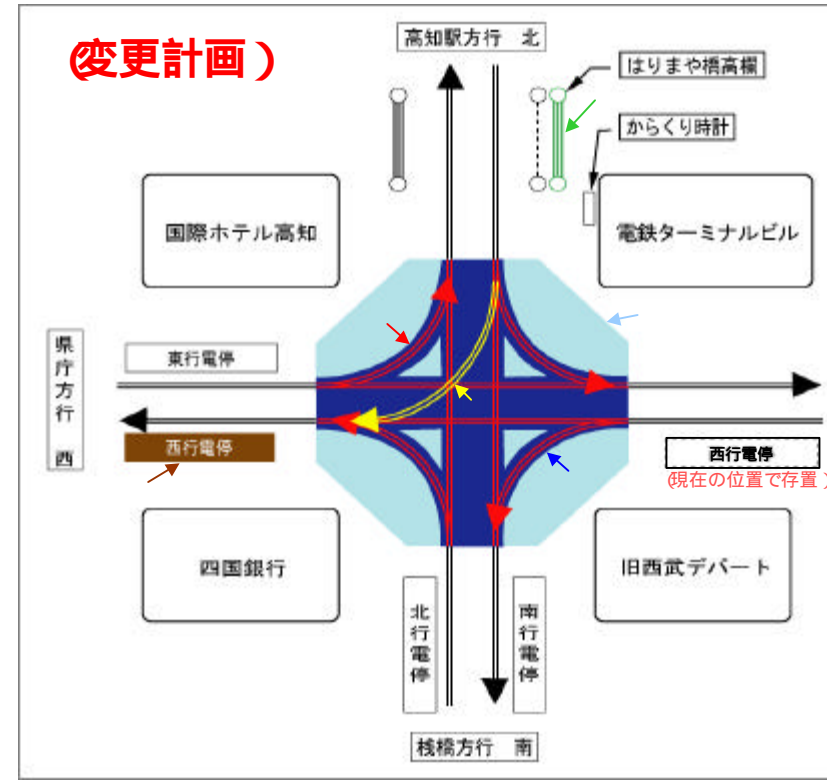 (変更計画)
高知駅方行 北
はりまや橋高欄
からくり時計
国際ホテル高知
電鉄ターミナルビル
県庁方行 西
東行電停
西行電停
西行電停
(現在の位置で存置)
四国銀行
旧西武デパート
北行電停
南行電停
桟橋方行 南